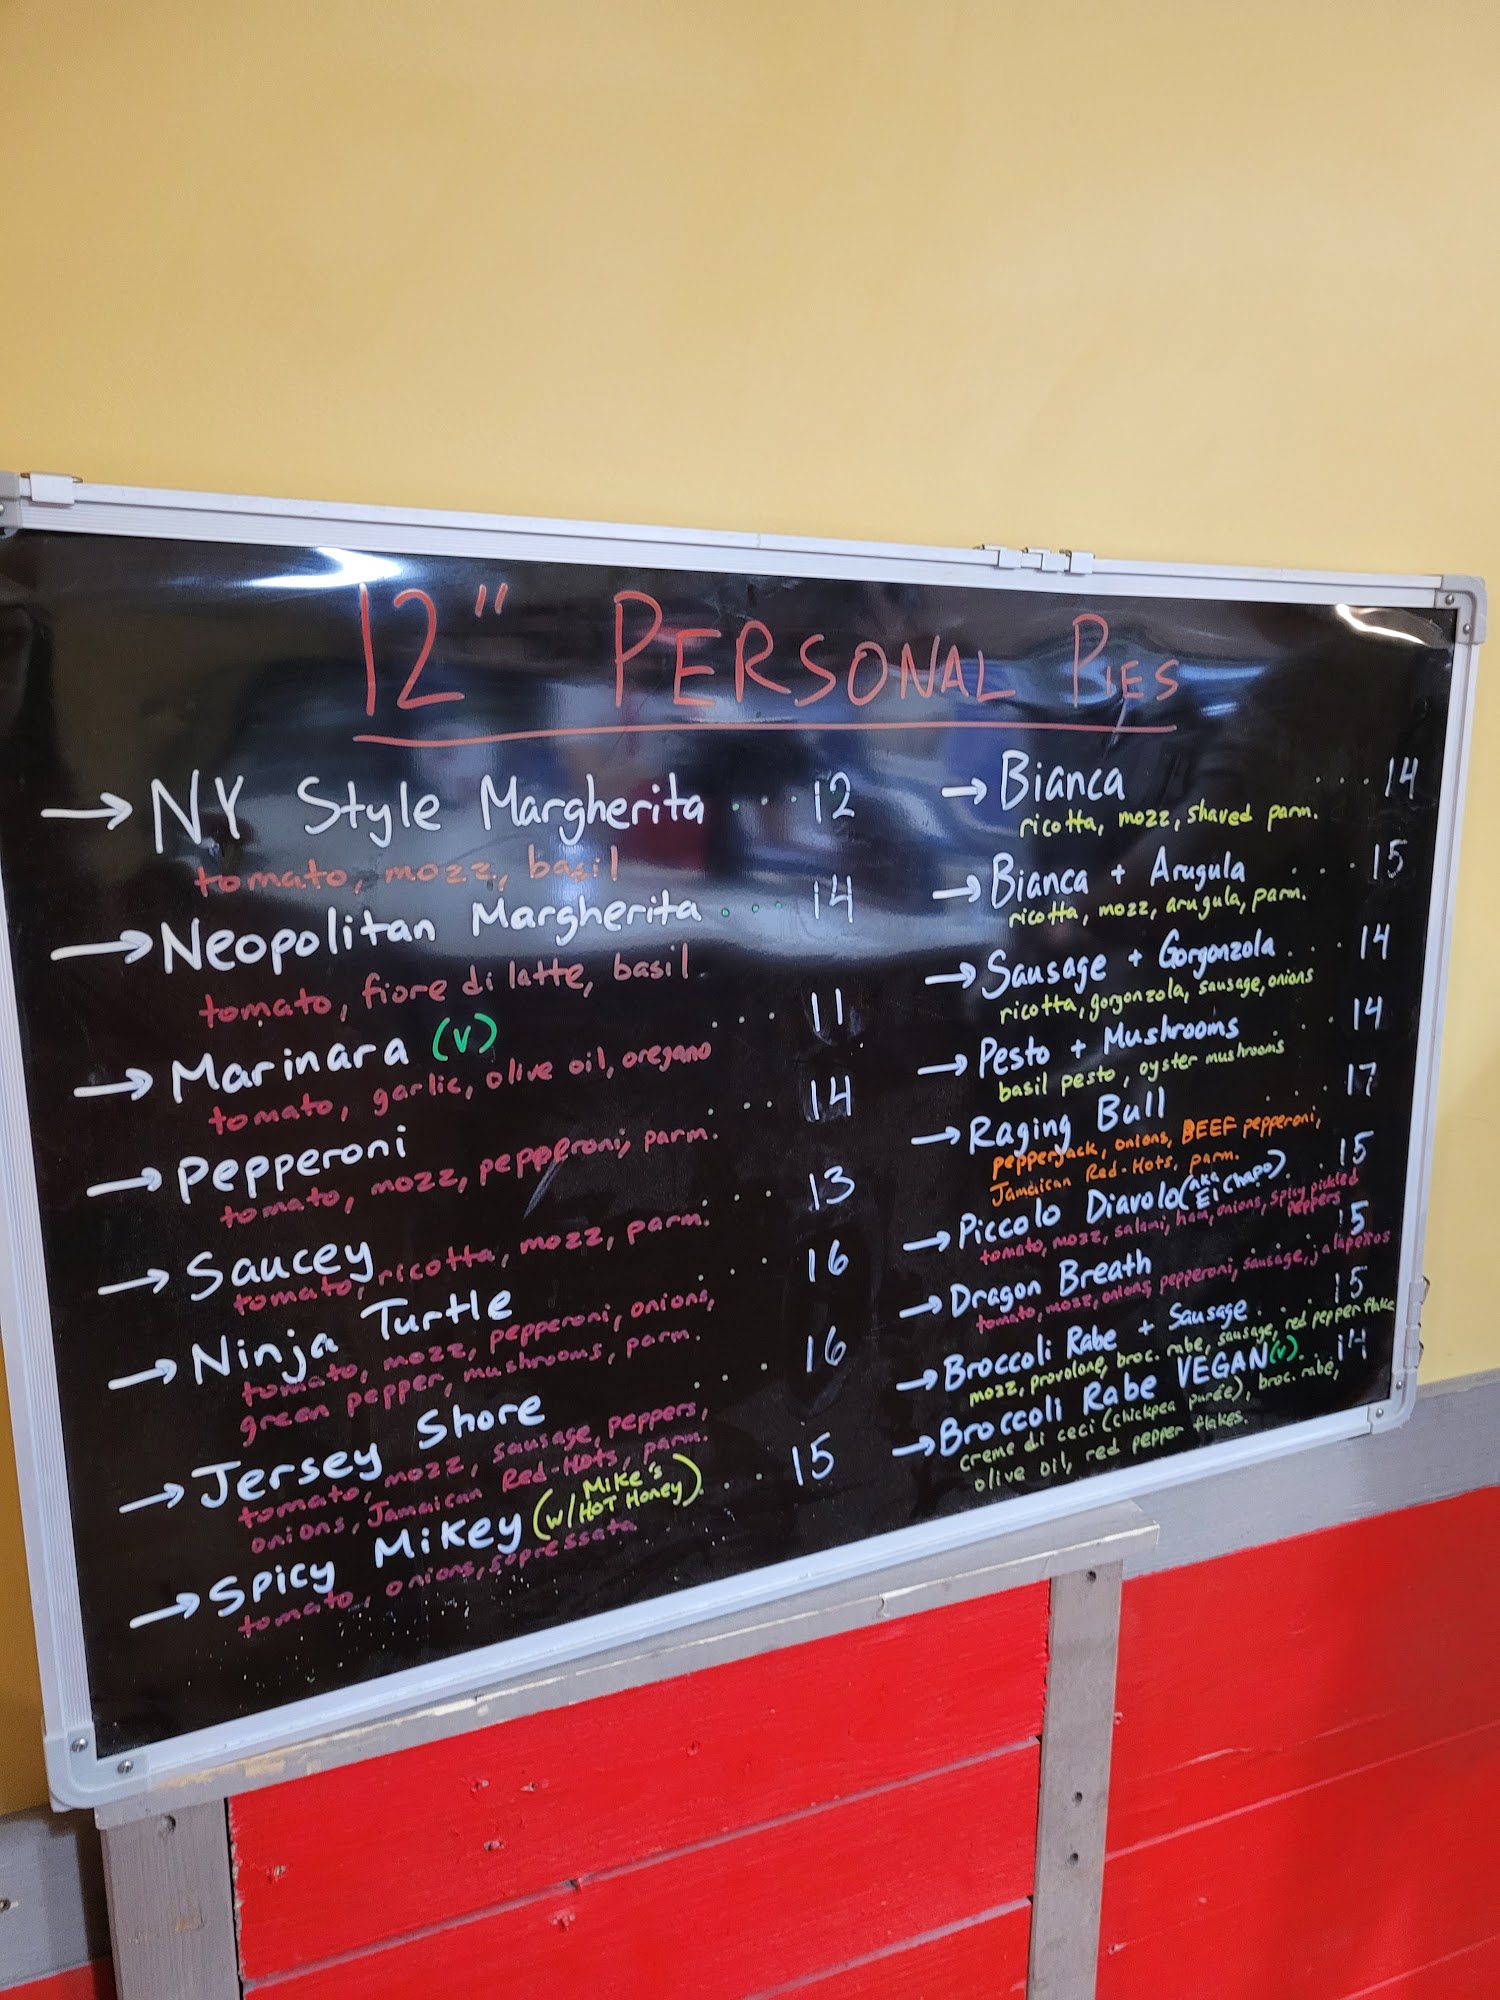 12" PERSONAL PIES
→ NY Style Margherita ... 12
tomato, mozz, basil
→ Neopolitan Margherita ... 14
tomato, fiore di latte, basil
→ Marinara (V) ... 11
tomato, garlic, olive oil, oregano
→ Pepperoni ... 14
tomato, mozz, pepperoni, parm.
→ Saucey ... 13
tomato, ricotta, mozz, parm.
→ Ninja Turtle ... 16
tomato, mozz, pepperoni, onions,
green pepper, mushrooms, parm.
→ Jersey Shore ... 16
tomato, mozz, sausage, peppers,
onions, Jamaican Red-Hots, parm.
→ Spicy Mikey (w/ Mike's HOT Honey) ... 15
tomato, onions, sopressata
→ Bianca ... 14
ricotta, mozz, shaved parm.
→ Bianca + Arugula ... 15
ricotta, mozz, arugula, parm.
→ Sausage + Gorgonzola ... 14
ricotta, gorgonzola, sausage, onions
→ Pesto + Mushrooms ... 14
basil pesto, oyster mushrooms
→ Raging Bull ... 17
pepperjack, onions, BEEF pepperoni,
Jamaican Red-Hots, parm.
→ Piccolo Diavolo (aka El Chapo) ... 15
tomato, mozz, salami, ham, onions, spicy pickled
peppers
→ Dragon Breath 15
tomato, mozz, onions, pepperoni, sausage, jalapeños
→ Broccoli Rabe + Sausage ... 15
mozz, provolone, broc. rabe, sausage, red pepper flake
→ Broccoli Rabe VEGAN (V) ... 14
creme di ceci (chickpea purée), broc. rabe,
olive oil, red pepper flakes.